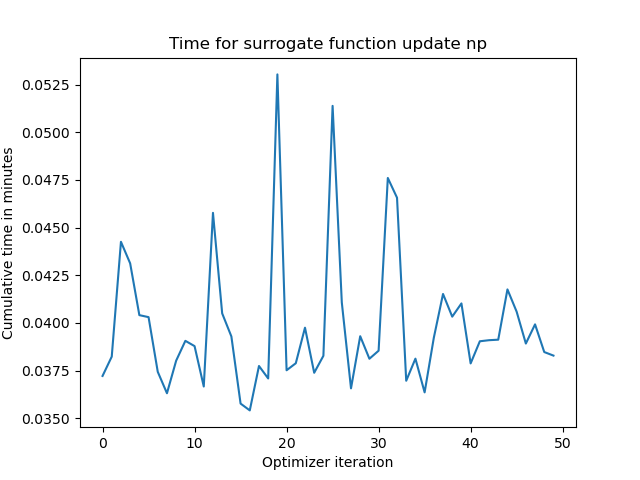 Time for surrogate function update np
Cumulative time in minutes
0.0525
0.0500
0.0475
0.0450
0.0425
0.0400
0.0375
0.0350
0 10 20 30 40 50
Optimizer iteration